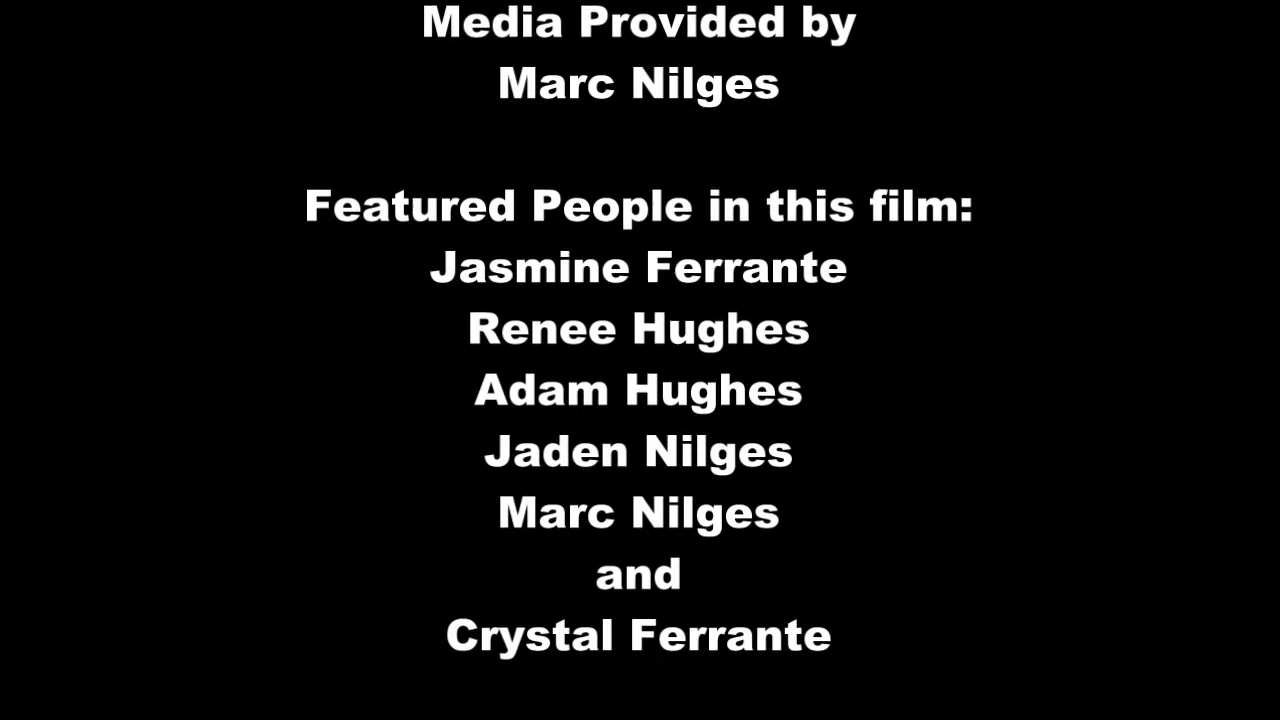 Media Provided by
Marc Nilges
Featured People in this film:
Jasmine Ferrante
Renee Hughes
Adam Hughes
Jaden Nilges
Marc Nilges
and
Crystal Ferrante